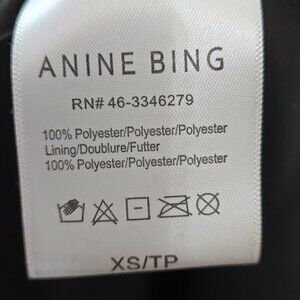 ANINE BING
RN# 46-3346279
100% Polyester/Polyester/Polyester
Lining/Doublure/Futter
100% Polyester/Polyester/Polyester
XS/TP